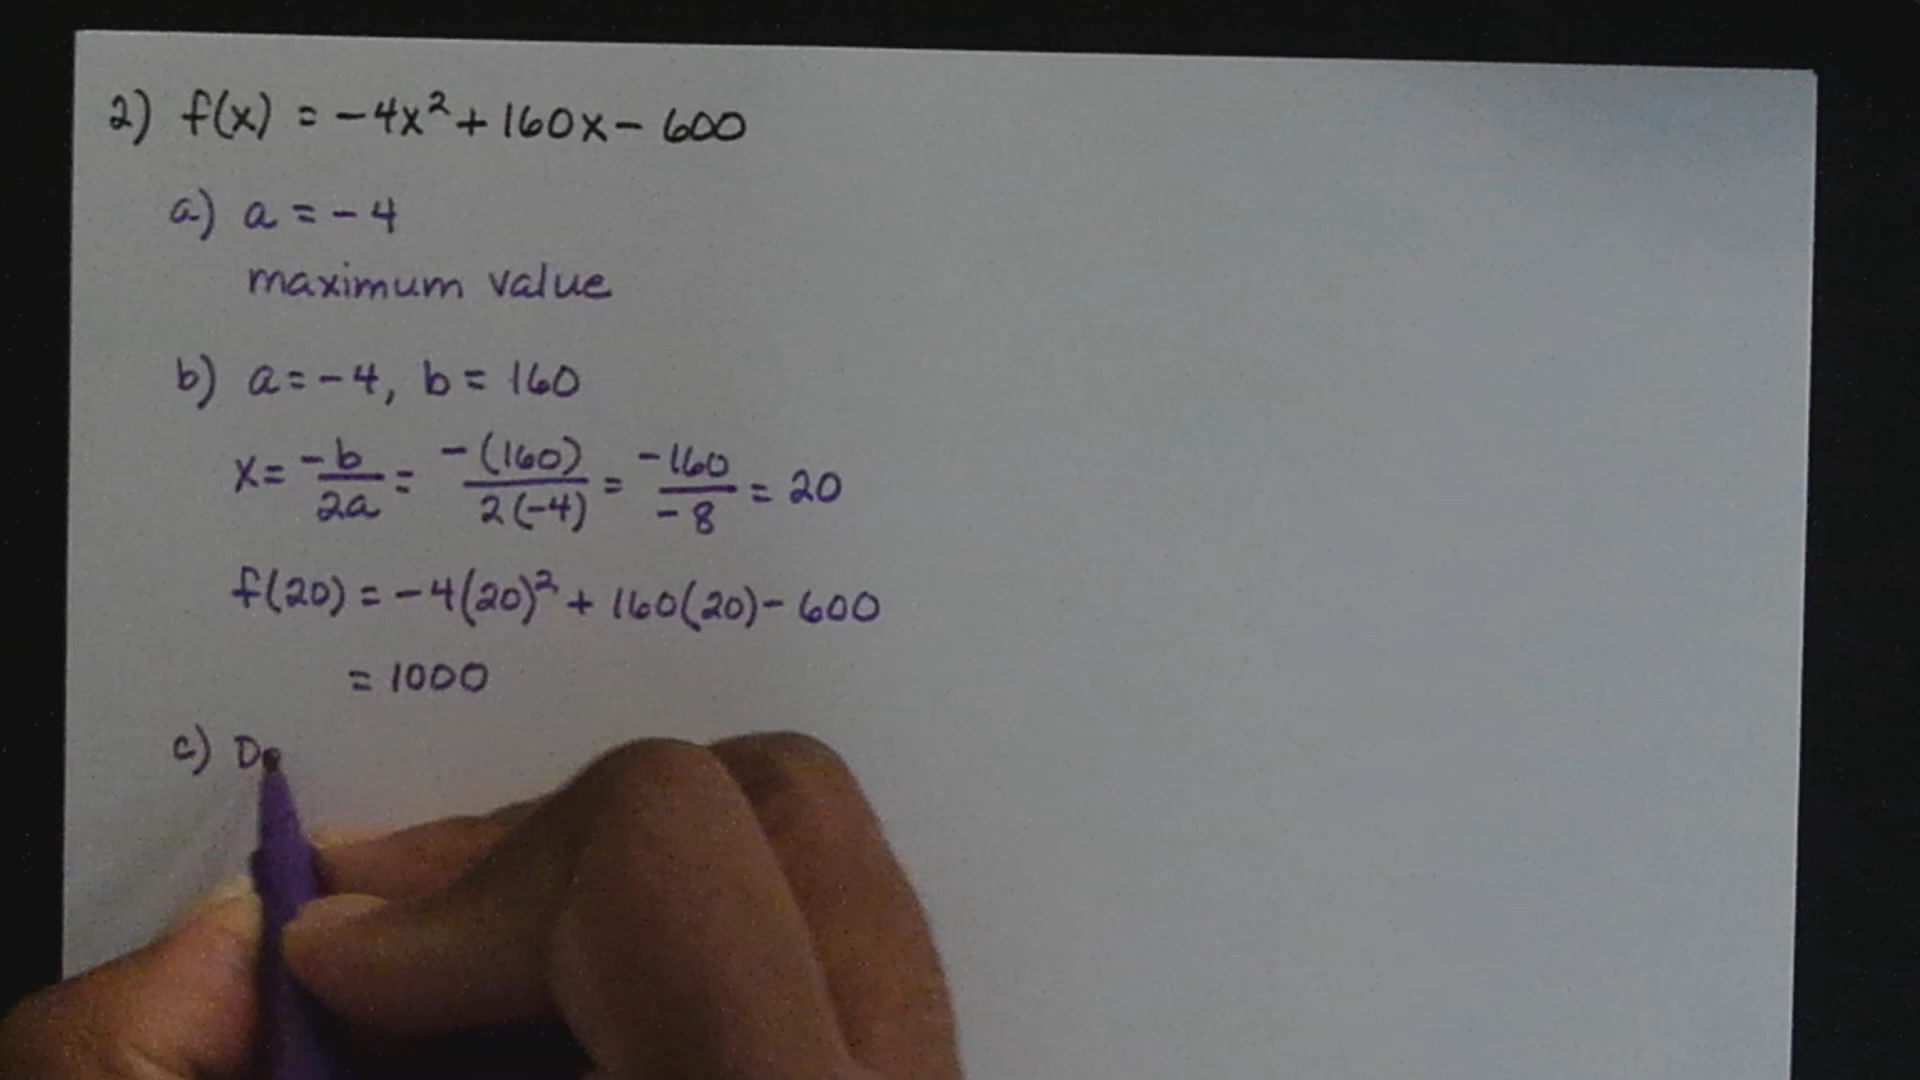 2) f(x) = -4x² + 160x - 600
a) a = -4
maximum value
b) a = -4, b = 160
x = -b/2a = -(160)/2(-4) = -160/-8 = 20
f(20) = -4(20)² + 160(20) - 600
= 1000
c) D